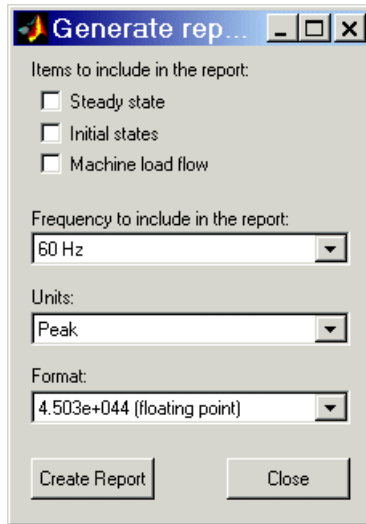 Generate rep...
Items to include in the report:
Steady state
Initial states
Machine load flow
Frequency to include in the report:
60 Hz
Units:
Peak
Format:
4.503e+044 (floating point)
Create Report
Close